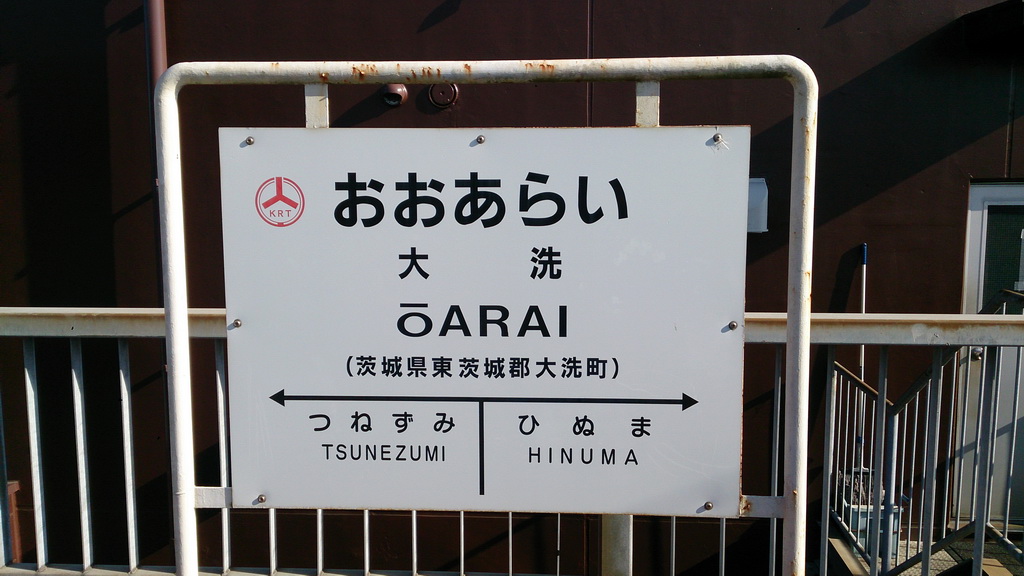 KRT
おおあらい
大洗
ōARAI
(茨城県東茨城郡大洗町)
つねずみ ひぬま
TSUNEZUMI HINUMA